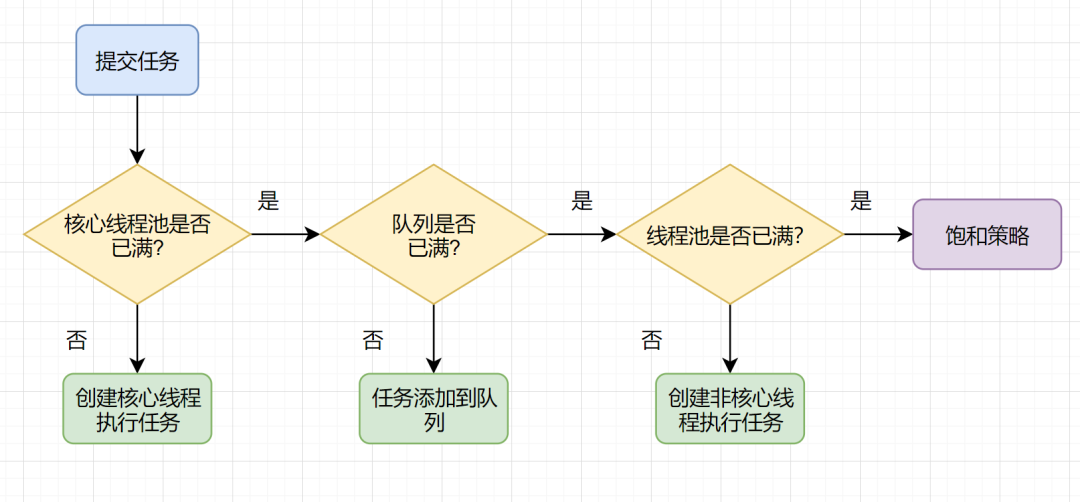 提交任务
核心线程池是否
已满?
是
队列是否
已满?
是
线程池是否已满?
是
饱和策略
否
创建核心线程
执行任务
否
任务添加到队
列
否
创建非核心线
程执行任务